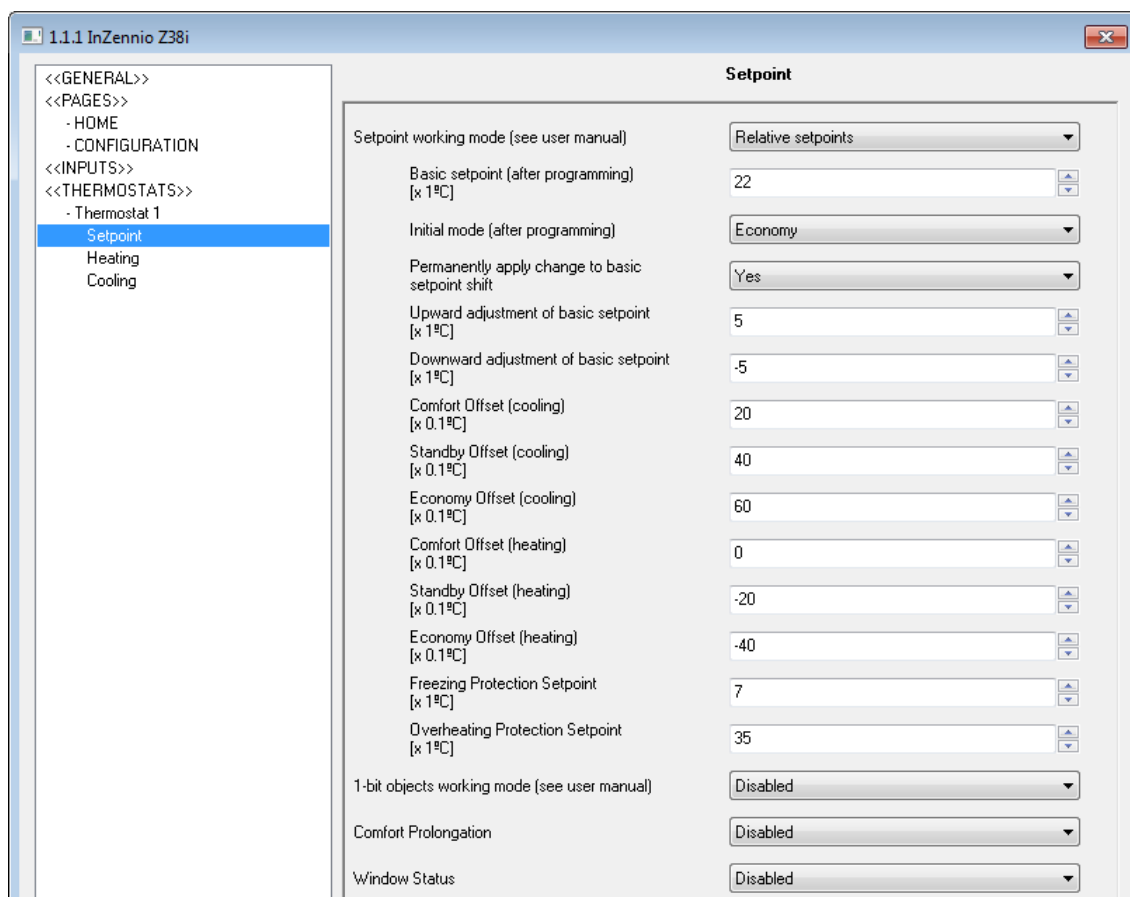 1.1.1 InZennio Z38i
<<GENERAL>>
<<PAGES>>
- HOME
- CONFIGURATION
<<INPUTS>>
<<THERMOSTATS>>
- Thermostat 1
Setpoint
Heating
Cooling
Setpoint
Setpoint working mode (see user manual)
Relative setpoints
Basic setpoint (after programming)
[x 1ºC]
22
Initial mode (after programming)
Economy
Permanently apply change to basic
setpoint shift
Yes
Upward adjustment of basic setpoint
[x 1ºC]
5
Downward adjustment of basic setpoint
[x 1ºC]
-5
Comfort Offset (cooling)
[x 0.1ºC]
20
Standby Offset (cooling)
[x 0.1ºC]
40
Economy Offset (cooling)
[x 0.1ºC]
60
Comfort Offset (heating)
[x 0.1ºC]
0
Standby Offset (heating)
[x 0.1ºC]
-20
Economy Offset (heating)
[x 0.1ºC]
-40
Freezing Protection Setpoint
[x 1ºC]
7
Overheating Protection Setpoint
[x 1ºC]
35
1-bit objects working mode (see user manual)
Disabled
Comfort Prolongation
Disabled
Window Status
Disabled